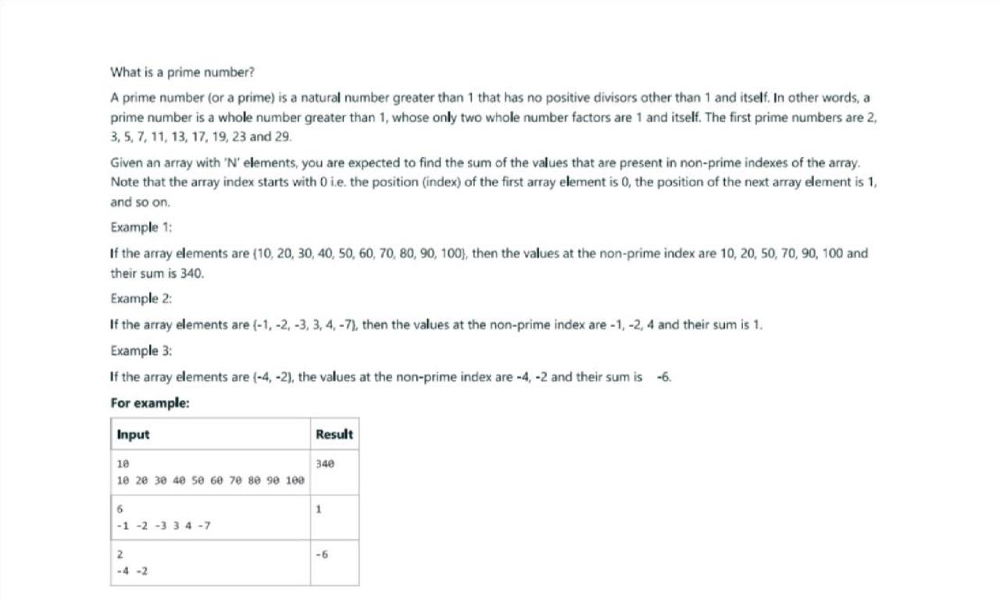 What is a prime number?
A prime number (or a prime) is a natural number greater than 1 that has no positive divisors other than 1 and itself. In other words, a
prime number is a whole number greater than 1, whose only two whole number factors are 1 and itself. The first prime numbers are 2,
3, 5, 7, 11, 13, 17, 19, 23 and 29.
Given an array with 'N' elements, you are expected to find the sum of the values that are present in non-prime indexes of the array.
Note that the array index starts with 0 i.e. the position (index) of the first array element is 0, the position of the next array element is 1,
and so on.
Example 1:
If the array elements are {10, 20, 30, 40, 50, 60, 70, 80, 90, 100}, then the values at the non-prime index are 10, 20, 50, 70, 90, 100 and
their sum is 340.
Example 2:
If the array elements are {-1, -2, -3, 3, 4, -7}, then the values at the non-prime index are -1, -2, 4 and their sum is 1.
Example 3:
If the array elements are {-4, -2}, the values at the non-prime index are -4, -2 and their sum is -6.
For example:
Input Result
10 340
10 20 30 40 50 60 70 80 90 100
6 1
-1 -2 -3 3 4 -7
2 -6
-4 -2